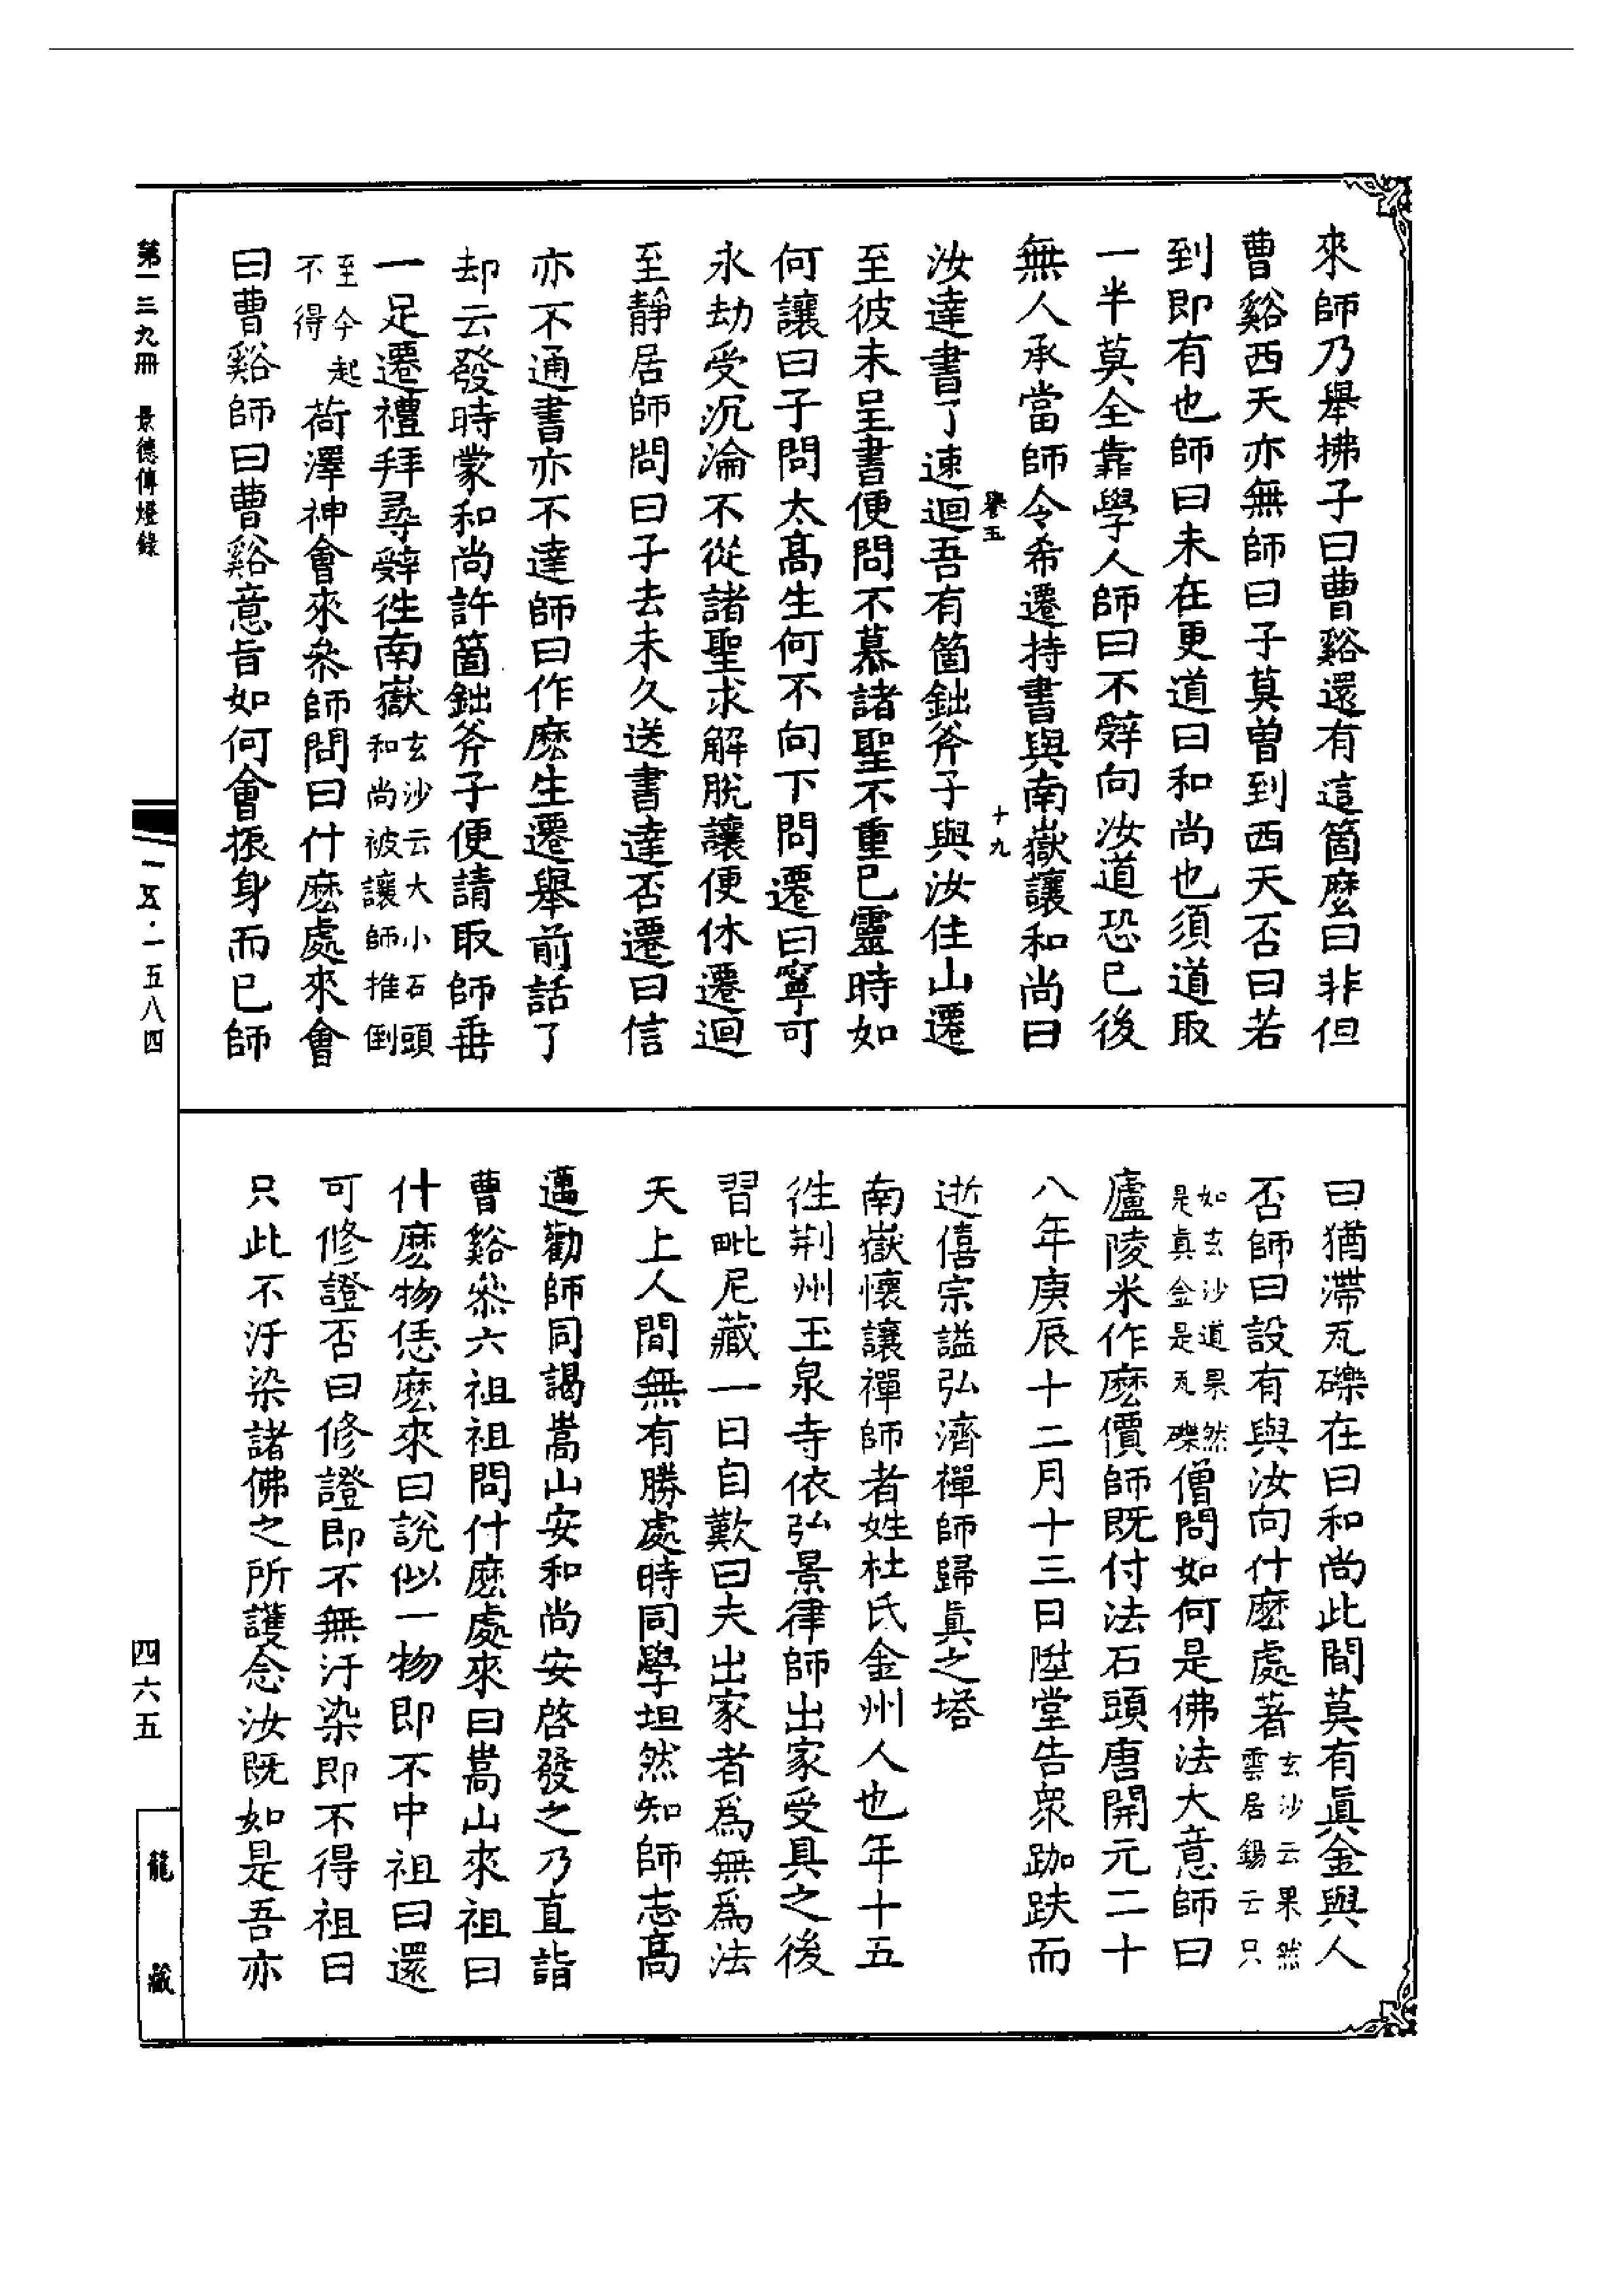 來師乃舉拂子曰曹谿還有這箇麼曰非但
曹谿西天亦無師曰子莫曾到西天否曰若
到即有也師曰未在更道曰和尚也須道取
一半莫全靠學人師曰不辤向汝道恐已後
無人承當師令希遷持書與南嶽讓和尚曰
卷五 十九
汝達書了速迴吾有箇鈯斧子與汝住山遷
至彼未呈書便問不慕諸聖不重已靈時如
何讓曰子問太高生何不向下問遷曰寧可
永劫受沉淪不從諸聖求解脫讓便休遷迴
至靜居師問曰子去未久送書達否遷曰信
亦不通書亦不達師曰作麼生遷舉前話了
却云發時蒙和尚許箇鈯斧子便請取師垂
一足遷禮拜尋辤徃南嶽玄沙云大小石頭和尚被讓師推倒
至今起不得荷澤神會來叅師問曰什麼處來會
曰曹谿師曰曹谿意旨如何會振身而已師
曰猶滯瓦礫在曰和尚此間莫有眞金與人
否師曰設有與汝向什麼處著玄沙云果然雲居錫云只
如玄沙道果然是眞金是瓦礫僧問如何是佛法大意師曰
廬陵米作麼價師既付法石頭唐開元二十
八年庚辰十二月十三日陞堂告衆跏趺而
逝僖宗謚弘濟禪師歸眞之塔
南嶽懷讓禪師者姓杜氏金州人也年十五
徃荆州玉泉寺依弘景律師出家受具之後
習毗尼藏一日自歎曰夫出家者爲無爲法
天上人間無有勝處時同學坦然知師志高
邁勸師同謁嵩山安和尚安啓發之乃直詣
曹谿叅六祖祖問什麼處來曰嵩山來祖曰
什麼物恁麼來曰說似一物即不中祖曰還
可修證否曰修證即不無汙染即不得祖曰
只此不汙染諸佛之所護念汝既如是吾亦
第一三九冊 景德傳燈錄
一五·一五八四
四六五
龍藏